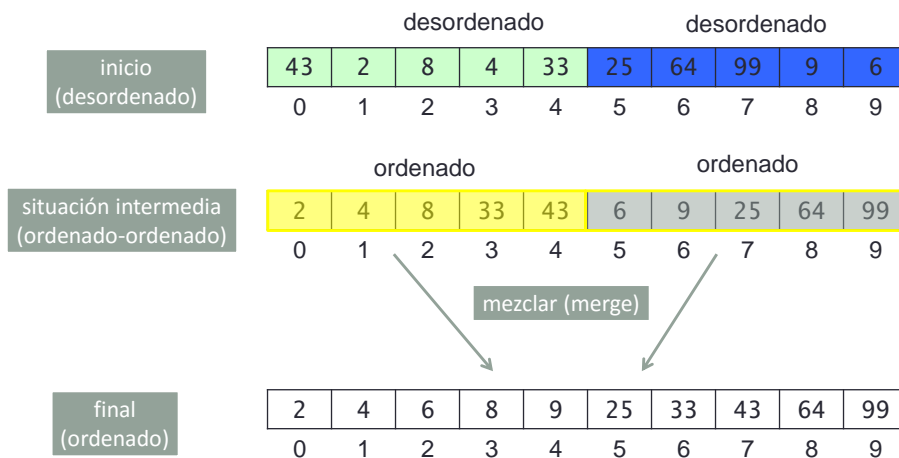 desordenado desordenado
inicio
(desordenado)
43 2 8 4 33 25 64 99 9 6
0 1 2 3 4 5 6 7 8 9
ordenado ordenado
situación intermedia
(ordenado-ordenado)
2 4 8 33 43 6 9 25 64 99
0 1 2 3 4 5 6 7 8 9
mezclar (merge)
final
(ordenado)
2 4 6 8 9 25 33 43 64 99
0 1 2 3 4 5 6 7 8 9